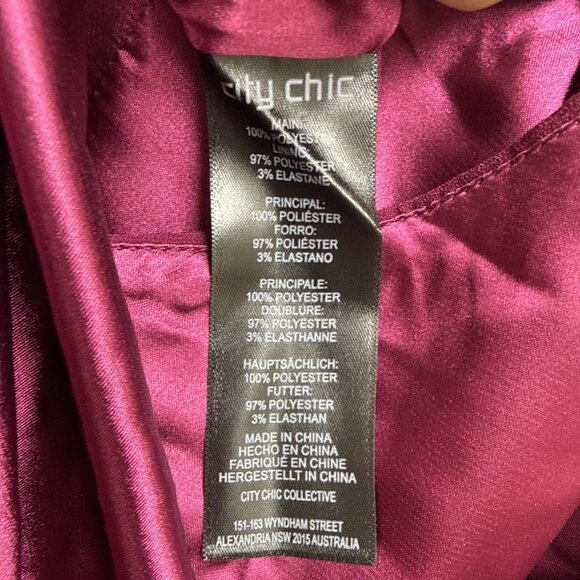 city chic
MAIN:
100% POLYESTER
LINING:
97% POLYESTER
3% ELASTANE
PRINCIPAL:
100% POLIÉSTER
FORRO:
97% POLIÉSTER
3% ELASTANO
PRINCIPALE:
100% POLYESTER
DOUBLURE:
97% POLYESTER
3% ÉLASTHANNE
HAUPTSÄCHLICH:
100% POLYESTER
FUTTER:
97% POLYESTER
3% ELASTHAN
MADE IN CHINA
HECHO EN CHINA
FABRIQUÉ EN CHINE
HERGESTELLT IN CHINA
CITY CHIC COLLECTIVE
151-163 WYNDHAM STREET
ALEXANDRIA NSW 2015 AUSTRALIA